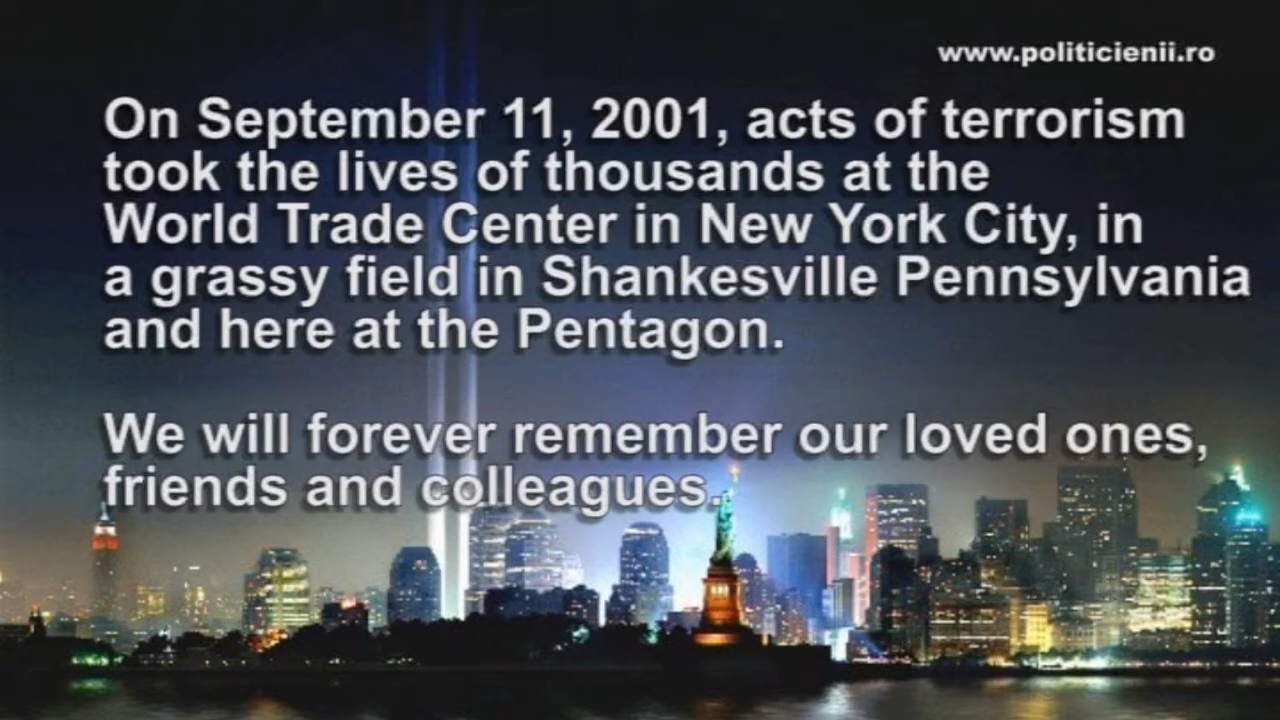 www.politicienii.ro
On September 11, 2001, acts of terrorism
took the lives of thousands at the
World Trade Center in New York City, in
a grassy field in Shankesville Pennsylvania
and here at the Pentagon.
We will forever remember our loved ones,
friends and colleagues.